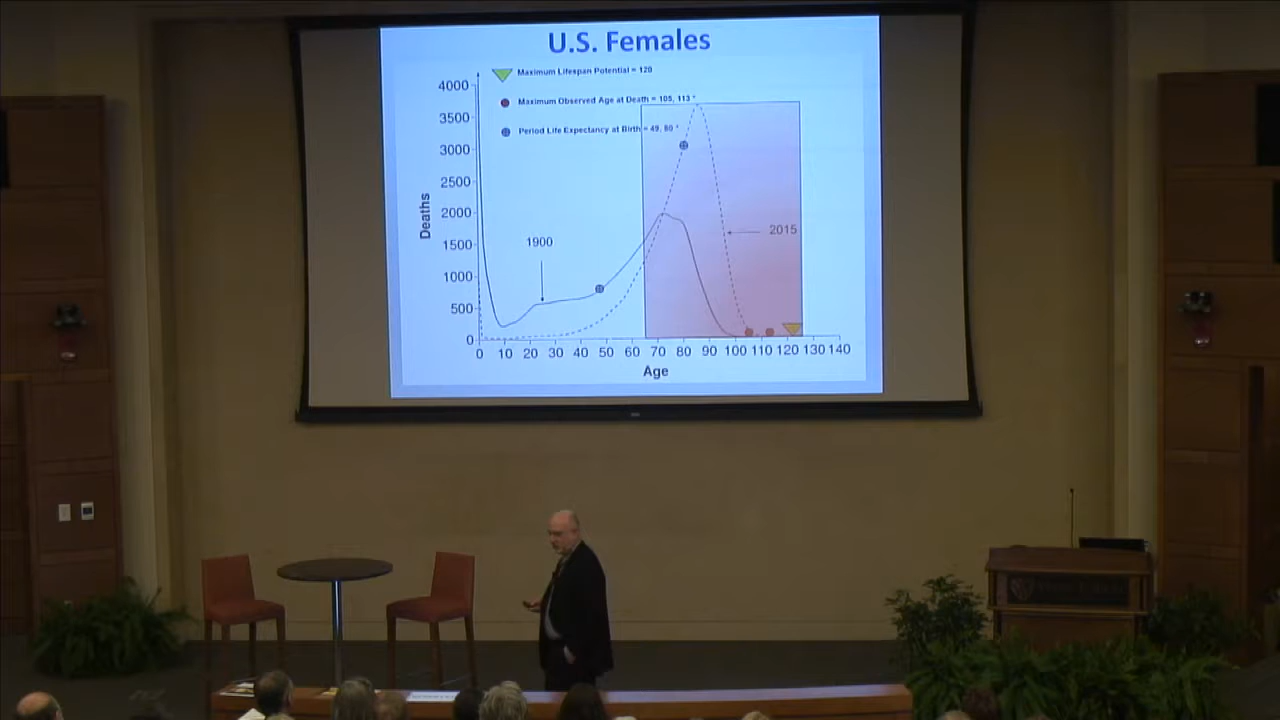 U.S. Females
Maximum Lifespan Potential = 120
Maximum Observed Age at Death = 105, 113 *
Period Life Expectancy at Birth = 49, 80 *
4000
3500
3000
2500
2000
1500
1000
500
0
Deaths
1900
2015
0 10 20 30 40 50 60 70 80 90 100 110 120 130 140
Age